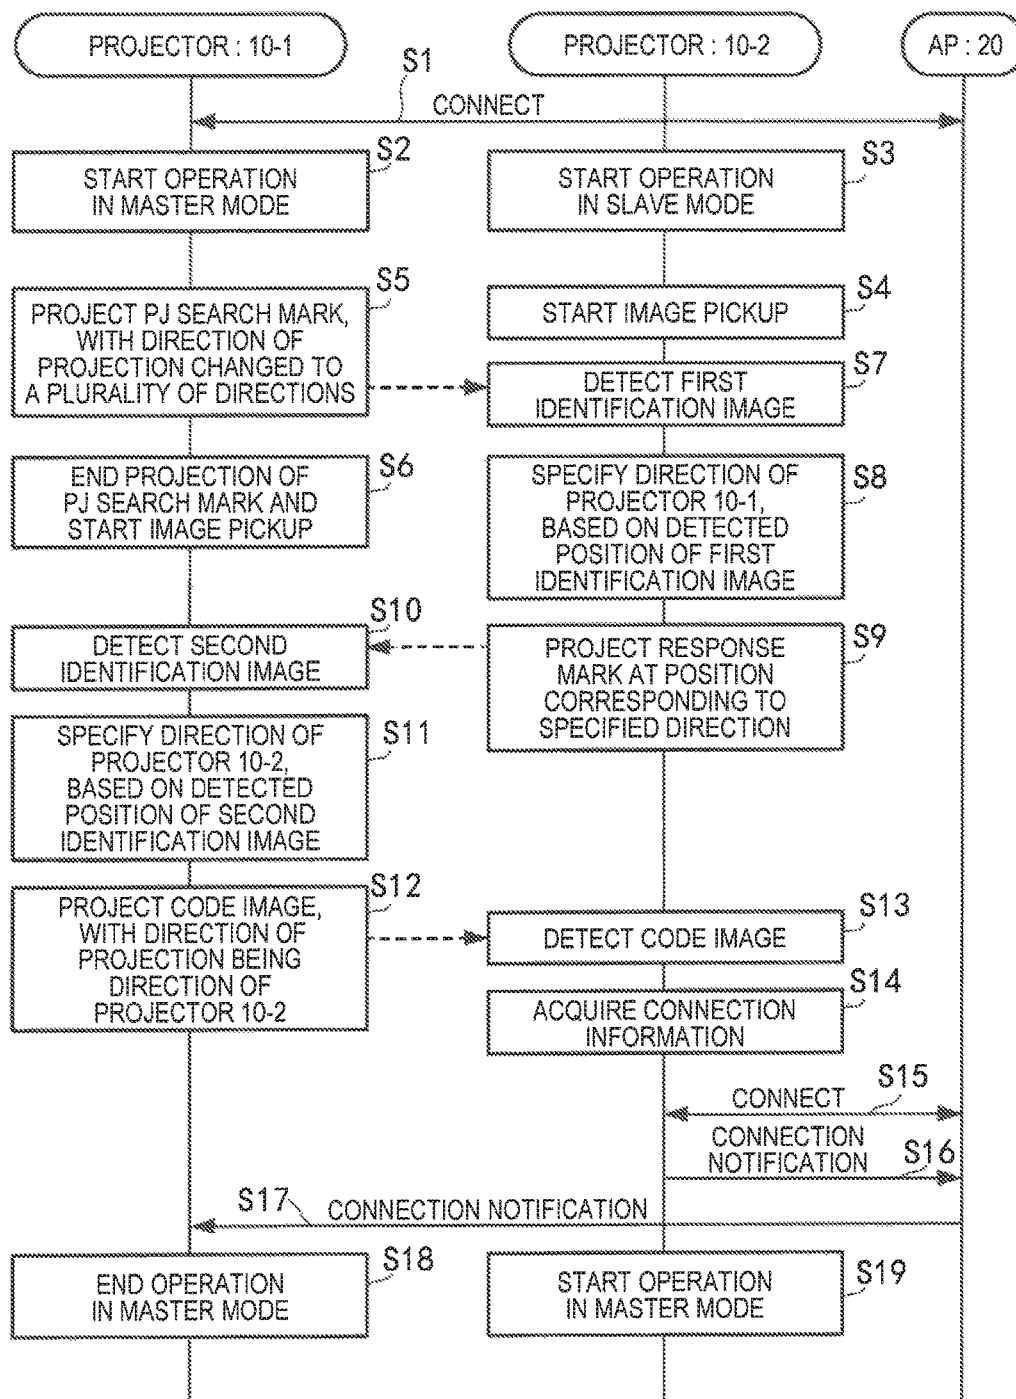 PROJECTOR : 10-1
PROJECTOR : 10-2
AP : 20
S1
CONNECT
S2
START OPERATION
IN MASTER MODE
S3
START OPERATION
IN SLAVE MODE
S5
PROJECT PJ SEARCH MARK,
WITH DIRECTION OF
PROJECTION CHANGED TO
A PLURALITY OF DIRECTIONS
S4
START IMAGE PICKUP
S7
DETECT FIRST
IDENTIFICATION IMAGE
S6
END PROJECTION OF
PJ SEARCH MARK AND
START IMAGE PICKUP
S8
SPECIFY DIRECTION OF
PROJECTOR 10-1,
BASED ON DETECTED
POSITION OF FIRST
IDENTIFICATION IMAGE
S10
DETECT SECOND
IDENTIFICATION IMAGE
S9
PROJECT RESPONSE
MARK AT POSITION
CORRESPONDING TO
SPECIFIED DIRECTION
S11
SPECIFY DIRECTION OF
PROJECTOR 10-2,
BASED ON DETECTED
POSITION OF SECOND
IDENTIFICATION IMAGE
S12
PROJECT CODE IMAGE,
WITH DIRECTION OF
PROJECTION BEING
DIRECTION OF
PROJECTOR 10-2
S13
DETECT CODE IMAGE
S14
ACQUIRE CONNECTION
INFORMATION
S15
CONNECT
CONNECTION
NOTIFICATION
S16
S17
CONNECTION NOTIFICATION
S18
END OPERATION
IN MASTER MODE
S19
START OPERATION
IN MASTER MODE